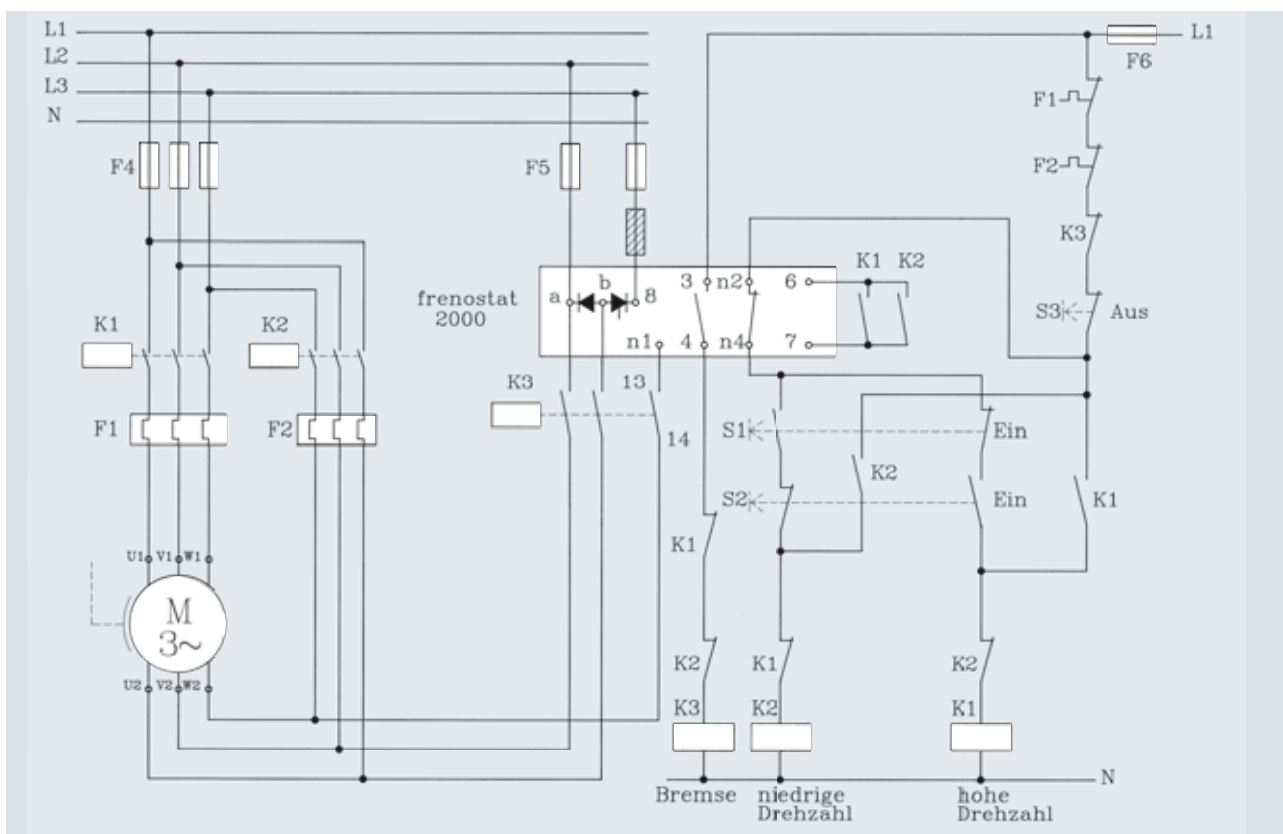 L1
L2
L3
N
F4
F5
L1
F6
F1
F2
K3
S3
Aus
frenostat
2000
a
b
8
3
n2
6
K1
K2
n1
4
n4
7
K1
K2
K3
13
14
F1
F2
S1
Ein
K2
S2
Ein
K1
K1
U1
V1
W1
M
3~
U2
V2
W2
K2
K1
K2
K3
K2
K1
N
Bremse
niedrige
Drehzahl
hohe
Drehzahl